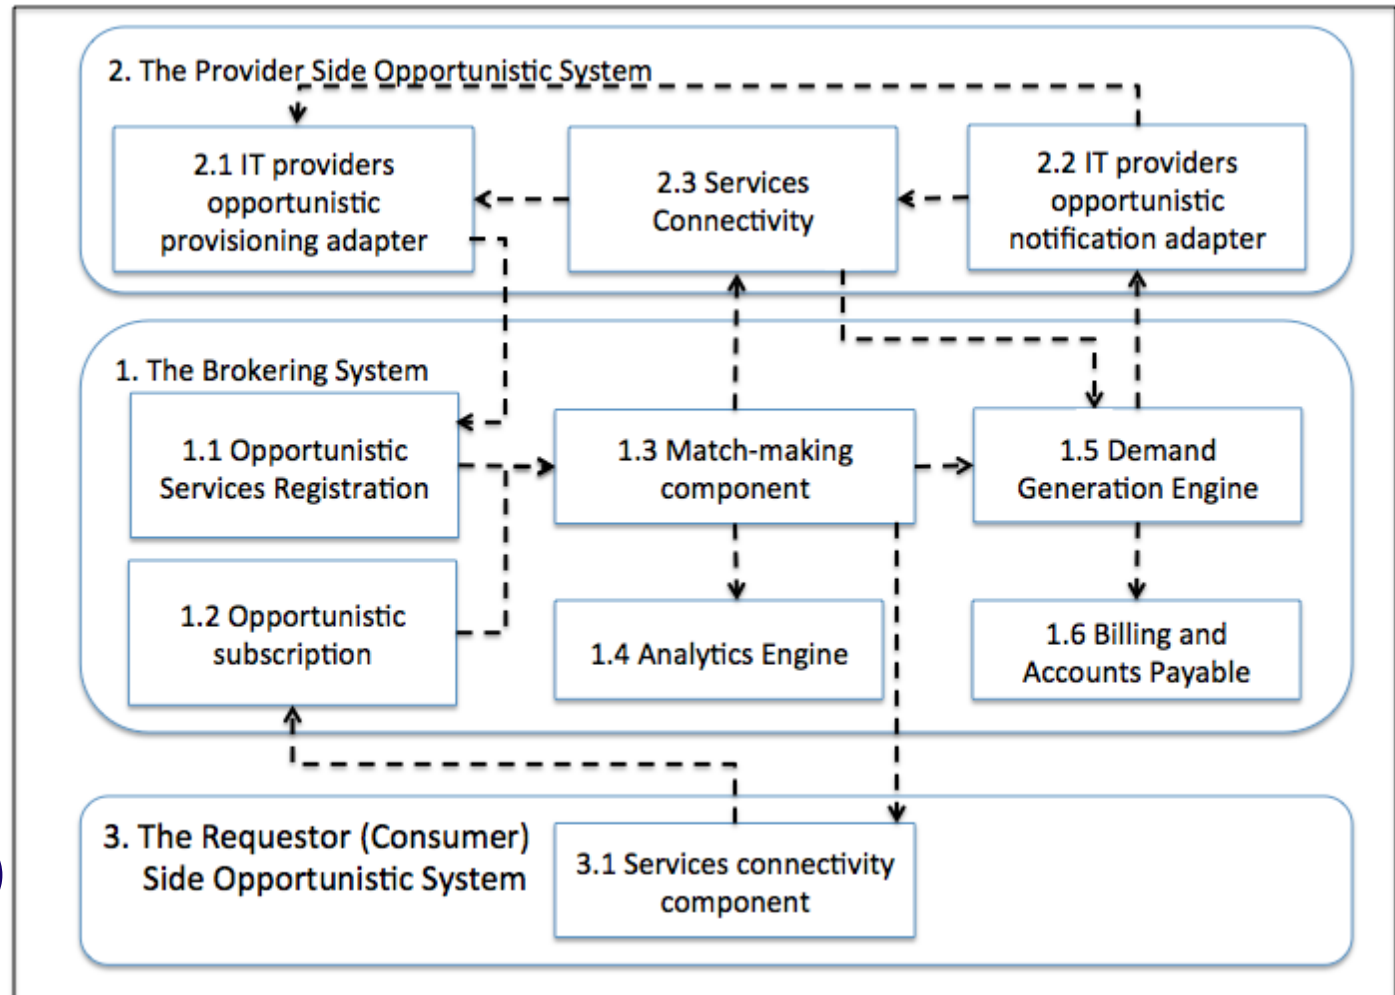 2. The Provider Side Opportunistic System
2.1 IT providers
opportunistic
provisioning adapter
2.3 Services
Connectivity
2.2 IT providers
opportunistic
notification adapter
1. The Brokering System
1.1 Opportunistic
Services Registration
1.3 Match-making
component
1.5 Demand
Generation Engine
1.2 Opportunistic
subscription
1.4 Analytics Engine
1.6 Billing and
Accounts Payable
3. The Requestor (Consumer)
Side Opportunistic System
3.1 Services connectivity
component
)